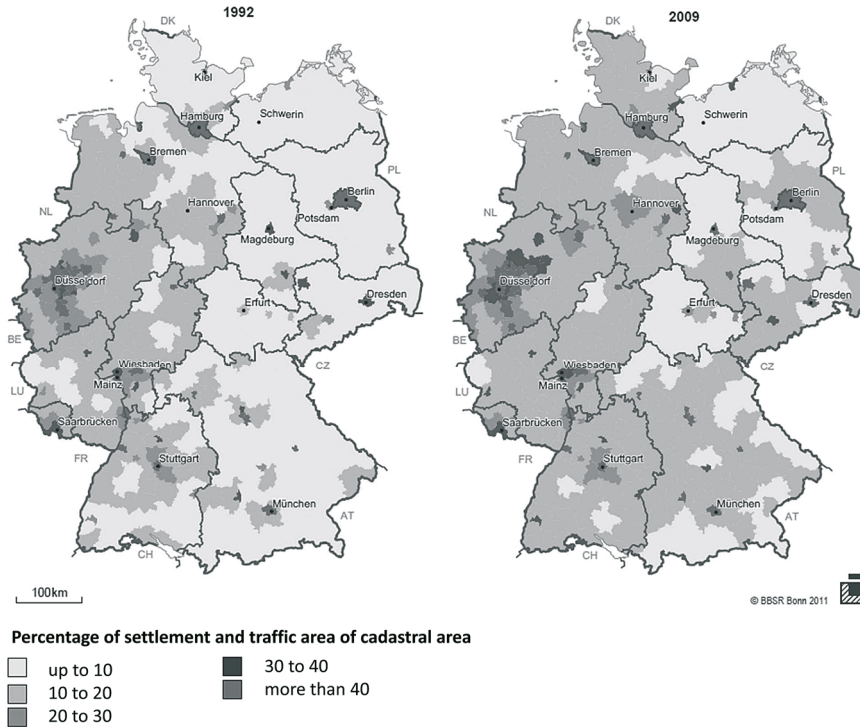 1992
DK
Kiel
Hamburg
Schwerin
Bremen
PL
Berlin
Hannover
NL
Potsdam
Magdeburg
Düsseldorf
Erfurt
Dresden
BE
Wiesbaden
CZ
Mainz
LU
Saarbrücken
FR
Stuttgart
München
AT
CH
100km
2009
DK
Kiel
Hamburg
Schwerin
Bremen
PL
Berlin
Hannover
NL
Potsdam
Magdeburg
Düsseldorf
Erfurt
Dresden
BE
Wiesbaden
CZ
Mainz
LU
Saarbrücken
FR
Stuttgart
München
AT
CH
© BBSR Bonn 2011
Percentage of settlement and traffic area of cadastral area
up to 10
10 to 20
20 to 30
30 to 40
more than 40